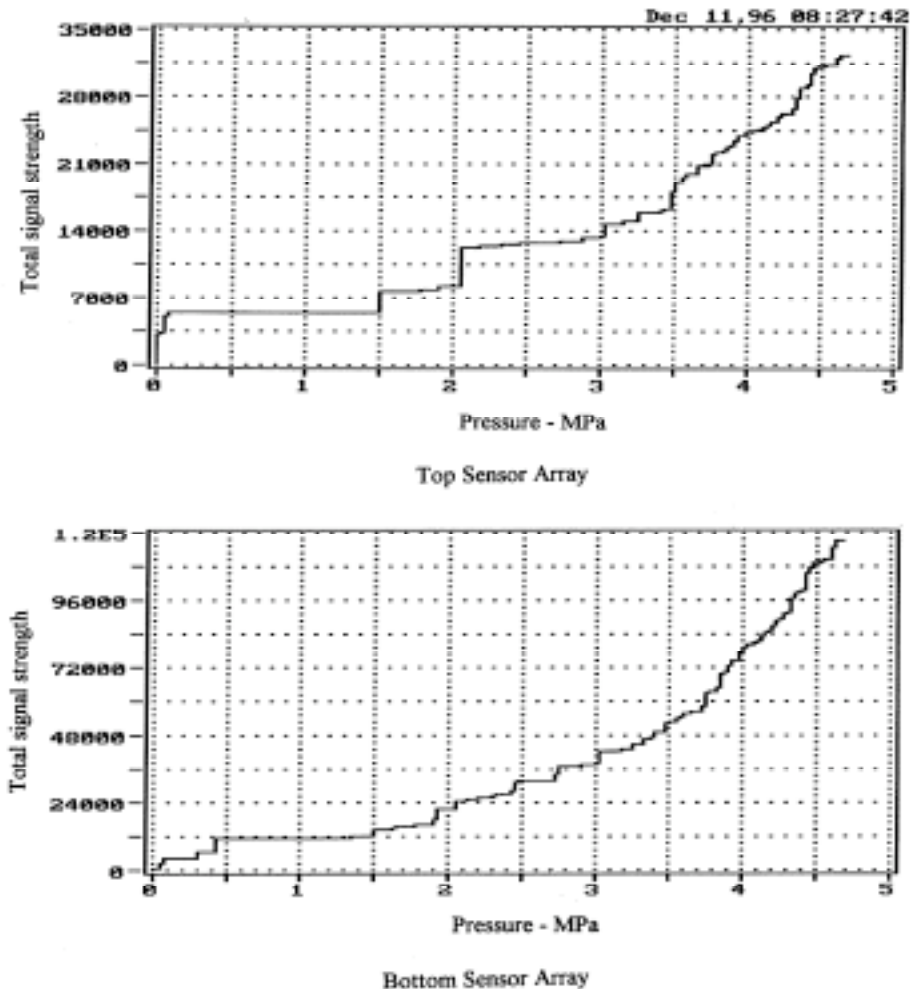 Dec 11,96 08:27:42
35000
28000
21000
14000
7000
0
Total signal strength
0 1 2 3 4 5
Pressure - MPa
Top Sensor Array
1.2E5
96000
72000
48000
24000
0
Total signal strength
0 1 2 3 4 5
Pressure - MPa
Bottom Sensor Array